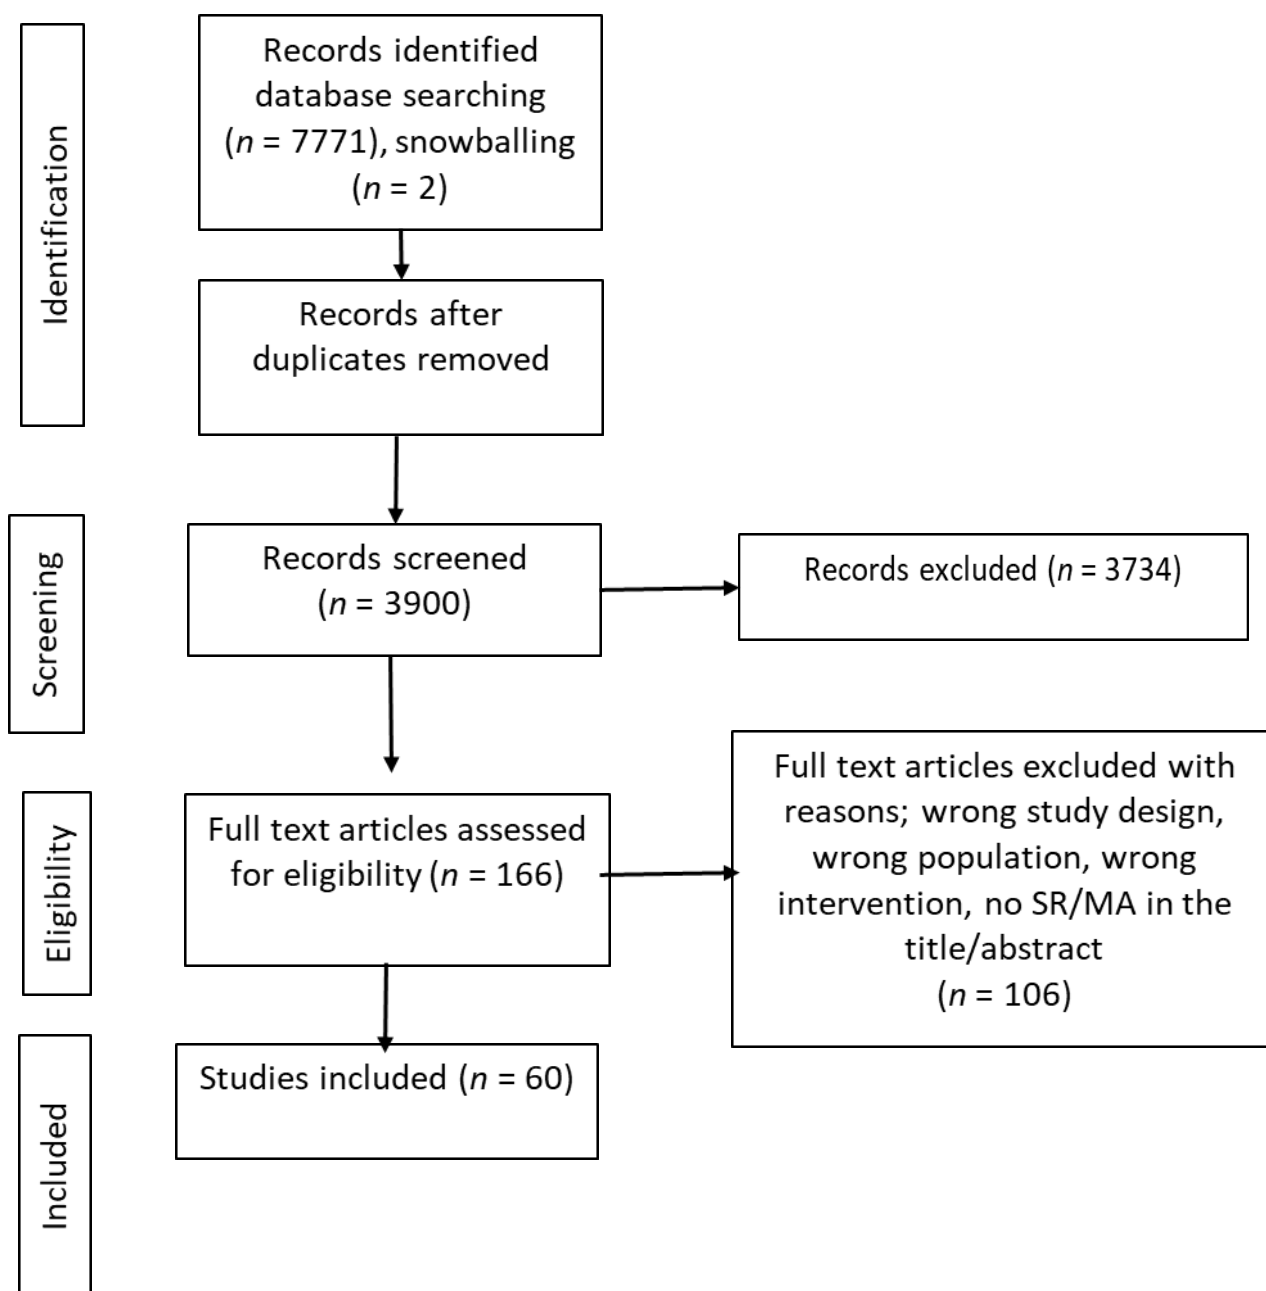 Identification
Records identified
database searching
(n = 7771), snowballing
(n = 2)
Records after
duplicates removed
Screening
Records screened
(n = 3900)
Records excluded (n = 3734)
Eligibility
Full text articles assessed
for eligibility (n = 166)
Full text articles excluded with
reasons; wrong study design,
wrong population, wrong
intervention, no SR/MA in the
title/abstract
(n = 106)
Included
Studies included (n = 60)